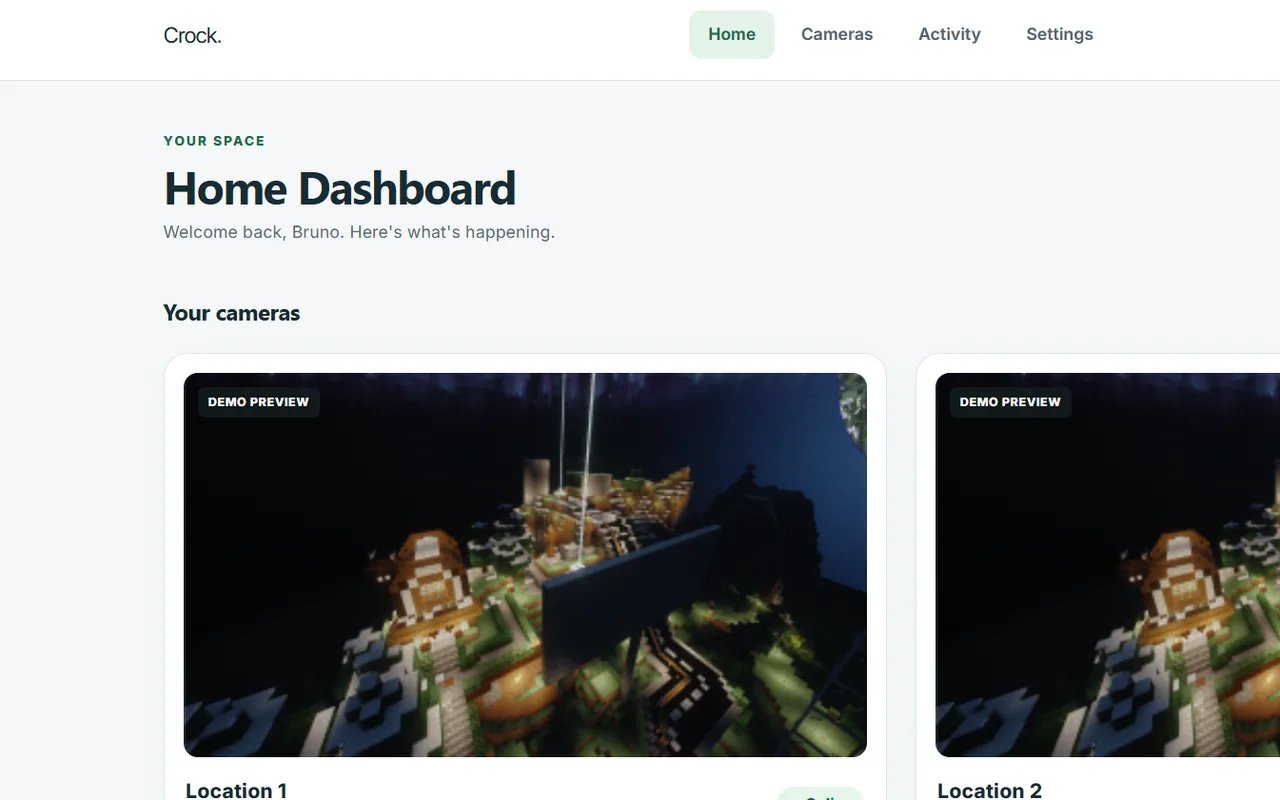 Crock.
Home Cameras Activity Settings
YOUR SPACE
Home Dashboard
Welcome back, Bruno. Here's what's happening.
Your cameras
DEMO PREVIEW
DEMO PREVIEW
Location 1
Location 2